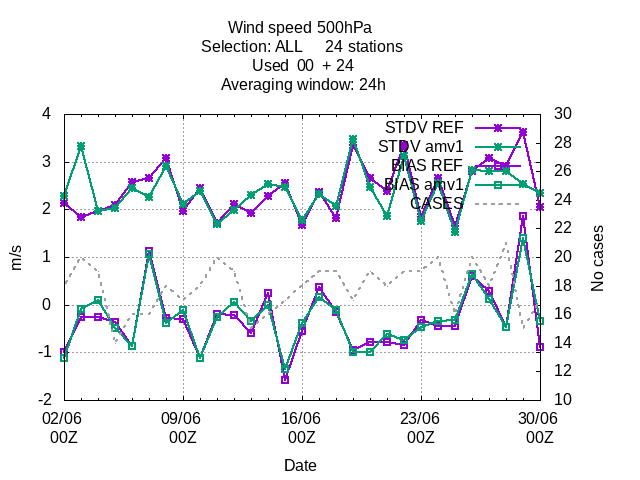 Wind speed 500hPa
Selection: ALL 24 stations
Used 00 + 24
Averaging window: 24h
4
3
2
1
0
-1
-2
m/s
30
28
26
24
22
20
18
16
14
12
10
No cases
STDV REF
STDV amv1
BIAS REF
BIAS amv1
CASES
02/06 09/06 16/06 23/06 30/06
00Z 00Z 00Z 00Z 00Z
Date